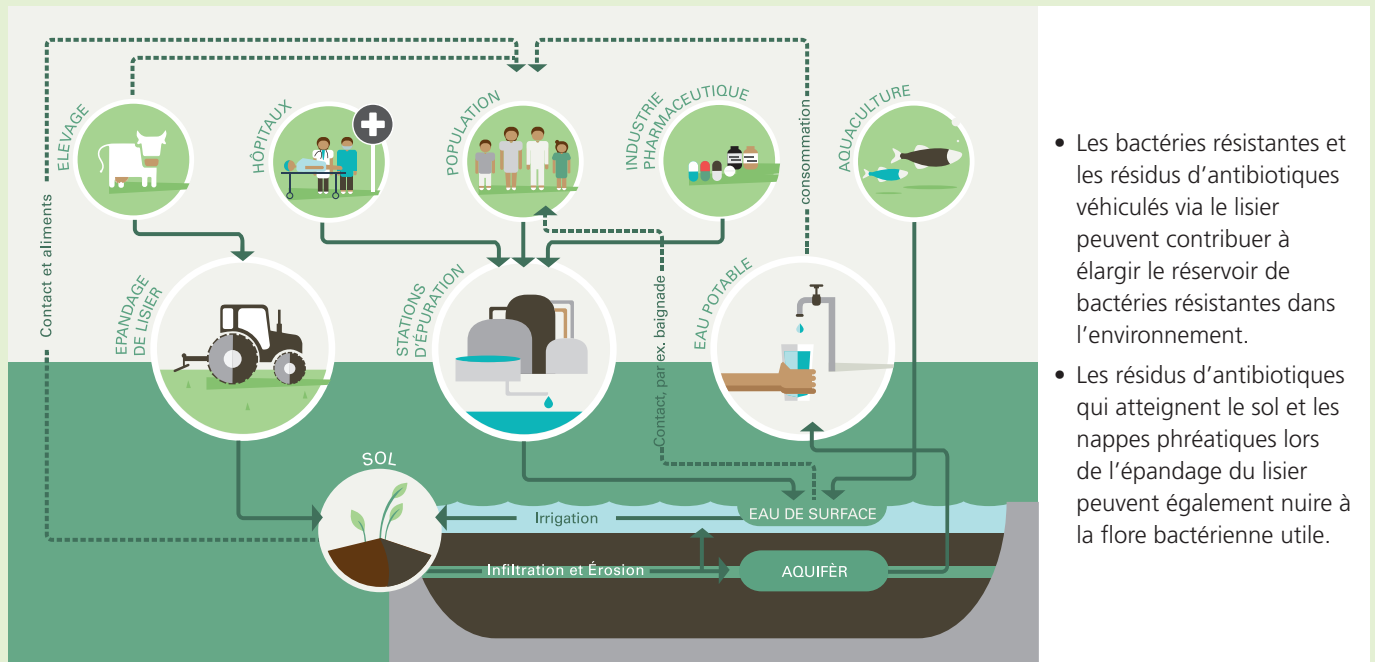 ELEVAGE
HÔPITAUX
POPULATION
INDUSTRIE
PHARMACEUTIQUE
AQUACULTURE
consommation
Contact et aliments
EPANDAGE
DE LISIER
STATIONS
D'ÉPURATION
Contact, par ex. baignade
EAU POTABLE
SOL
Irrigation
EAU DE SURFACE
Infiltration et Érosion
AQUIFÈR
• Les bactéries résistantes et
les résidus d’antibiotiques
véhiculés via le lisier
peuvent contribuer à
élargir le réservoir de
bactéries résistantes dans
l’environnement.
• Les résidus d’antibiotiques
qui atteignent le sol et les
nappes phréatiques lors
de l’épandage du lisier
peuvent également nuire à
la flore bactérienne utile.